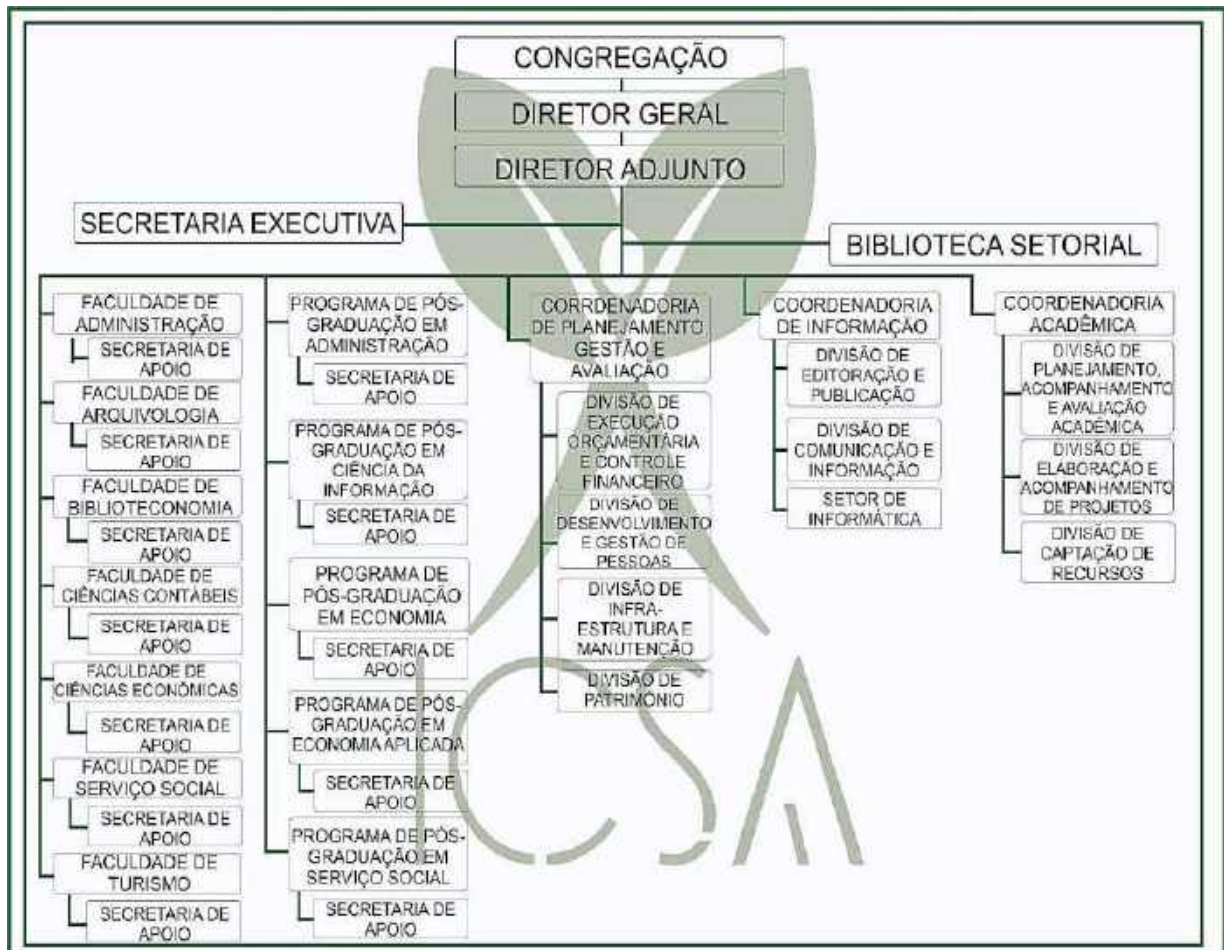 CONGREGAÇÃO
DIRETOR GERAL
DIRETOR ADJUNTO
SECRETARIA EXECUTIVA
BIBLIOTECA SETORIAL
FACULDADE DE
ADMINISTRAÇÃO
SECRETARIA DE
APOIO
FACULDADE DE
ARQUIVOLOGIA
SECRETARIA DE
APOIO
FACULDADE DE
BIBLIOTECONOMIA
SECRETARIA DE
APOIO
FACULDADE DE
CIÊNCIAS CONTÁBEIS
SECRETARIA DE
APOIO
FACULDADE DE
CIÊNCIAS ECONÔMICAS
SECRETARIA DE
APOIO
FACULDADE DE
SERVIÇO SOCIAL
SECRETARIA DE
APOIO
FACULDADE DE
TURISMO
SECRETARIA DE
APOIO
PROGRAMA DE PÓS-
GRADUAÇÃO EM
ADMINISTRAÇÃO
SECRETARIA DE
APOIO
PROGRAMA DE PÓS-
GRADUAÇÃO EM
CIÊNCIA DA
INFORMAÇÃO
SECRETARIA DE
APOIO
PROGRAMA DE
PÓS-GRADUAÇÃO
EM ECONOMIA
SECRETARIA DE
APOIO
PROGRAMA DE PÓS-
GRADUAÇÃO EM
ECONOMIA APLICADA
SECRETARIA DE
APOIO
PROGRAMA DE PÓS-
GRADUAÇÃO EM
SERVIÇO SOCIAL
SECRETARIA DE
APOIO
CORRDENADORIA
DE PLANEJAMENTO
GESTÃO E
AVALIAÇÃO
DIVISÃO DE
EXECUÇÃO
ORÇAMENTÁRIA
E CONTROLE
FINANCEIRO
DIVISÃO DE
DESENVOLVIMENTO
E GESTÃO DE
PESSOAS
DIVISÃO DE
INFRA-
ESTRUTURA E
MANUTENÇÃO
DIVISÃO DE
PATRIMÔNIO
COORDENADORIA
DE INFORMAÇÃO
DIVISÃO DE
EDITORAÇÃO E
PUBLICAÇÃO
DIVISÃO DE
COMUNICAÇÃO E
INFORMAÇÃO
SETOR DE
INFORMÁTICA
COORDENADORIA
ACADÊMICA
DIVISÃO DE
PLANEJAMENTO,
ACOMPANHAMENTO
E AVALIAÇÃO
ACADÊMICA
DIVISÃO DE
ELABORAÇÃO E
ACOMPANHAMENTO
DE PROJETOS
DIVISÃO DE
CAPTAÇÃO DE
RECURSOS
ICSA